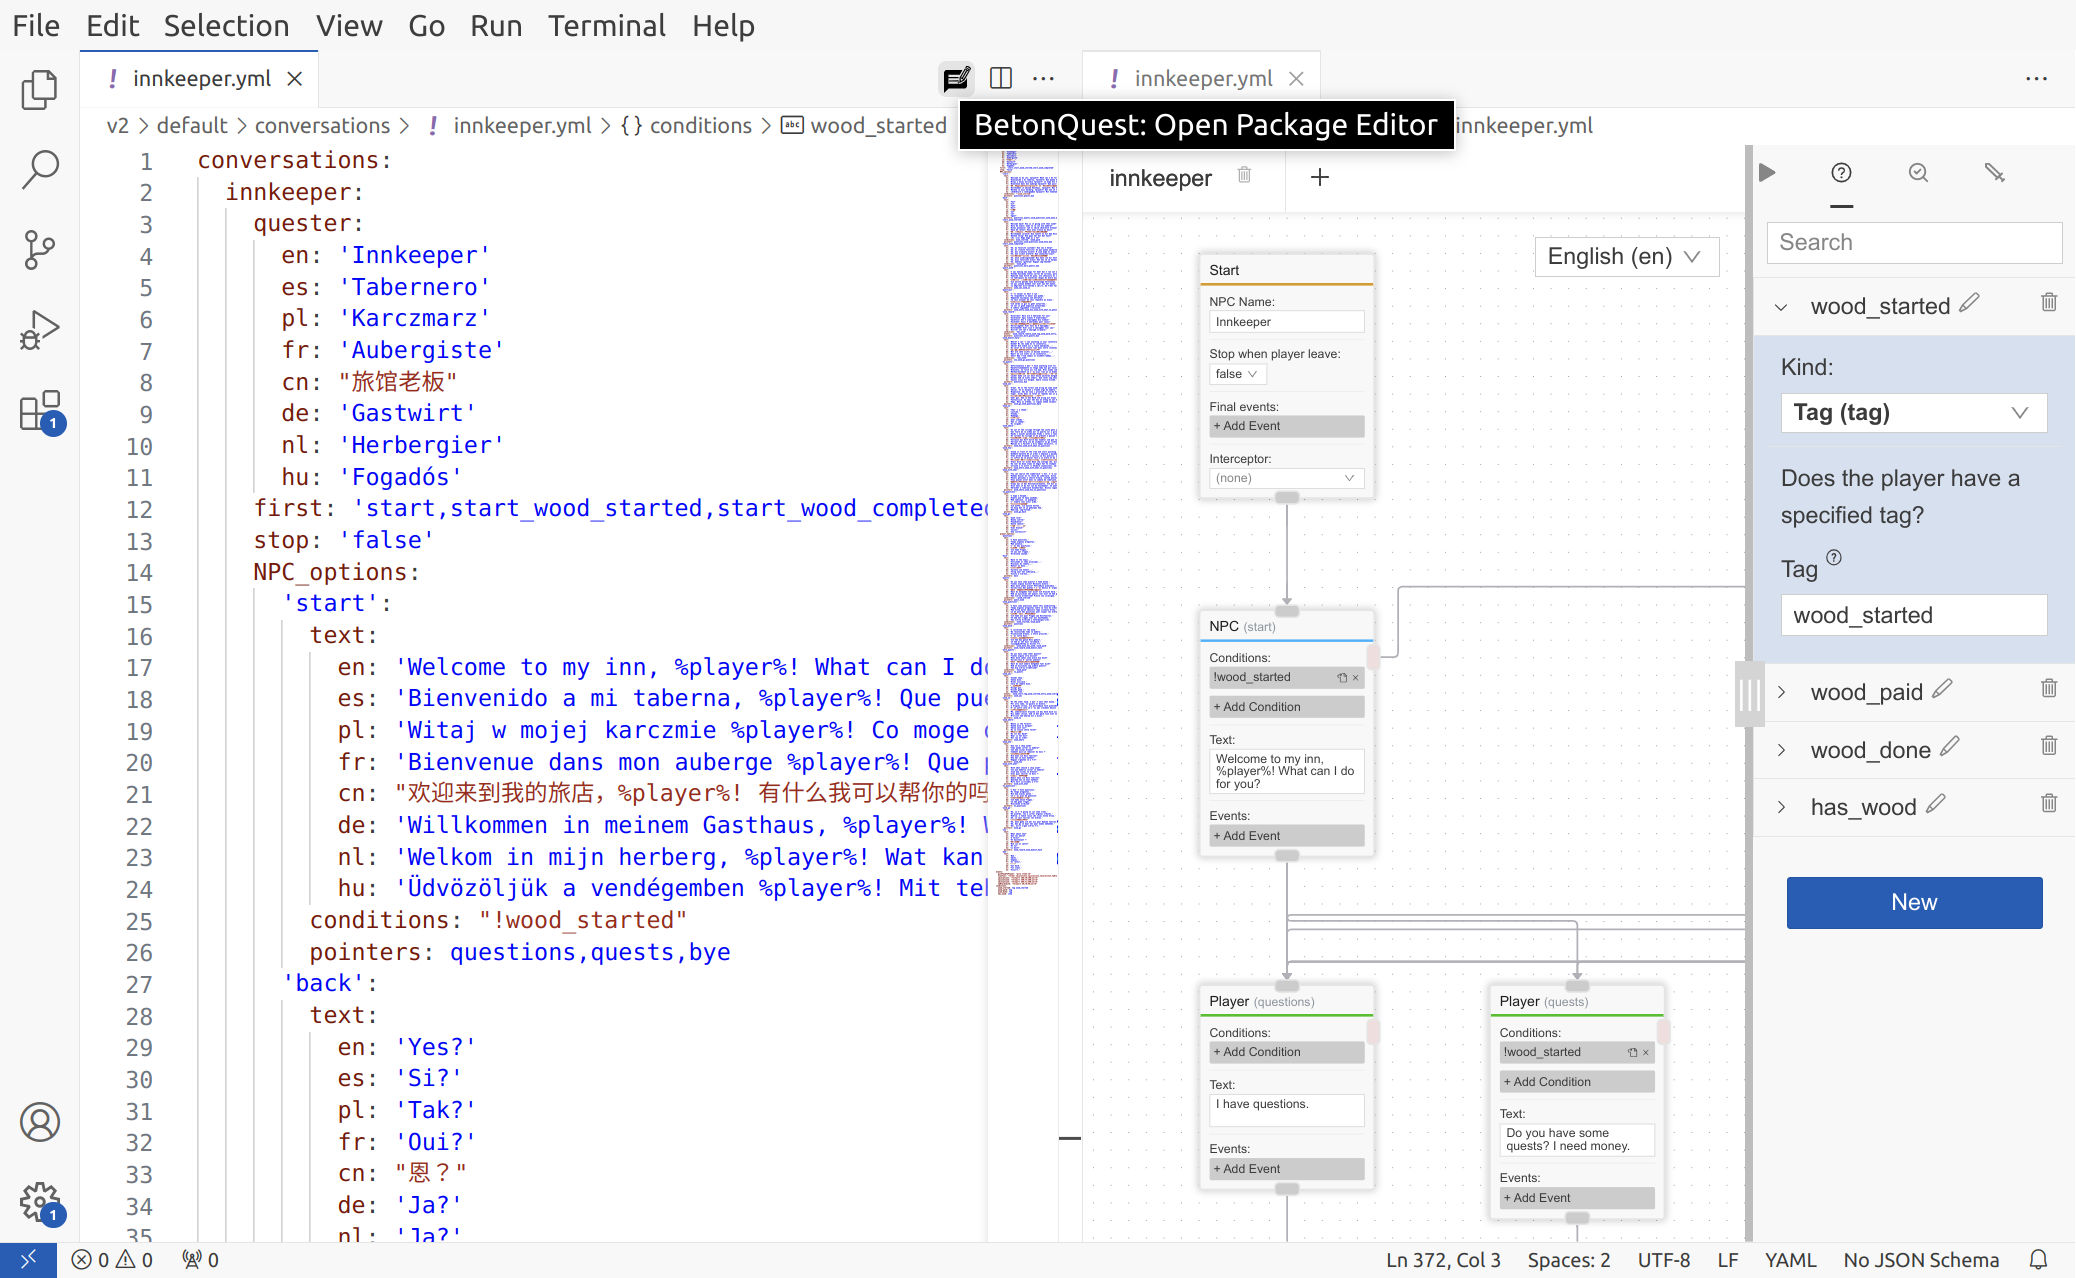 File Edit Selection View Go Run Terminal Help
! innkeeper.yml
! innkeeper.yml
v2 > default > conversations > ! innkeeper.yml > {} conditions > abc wood_started
BetonQuest: Open Package Editor
innkeeper.yml
1 conversations:
2 innkeeper:
3 quester:
4 en: 'Innkeeper'
5 es: 'Tabernero'
6 pl: 'Karczmarz'
7 fr: 'Aubergiste'
8 cn: "旅馆老板"
9 de: 'Gastwirt'
10 nl: 'Herbergier'
11 hu: 'Fogadós'
12 first: 'start,start_wood_started,start_wood_completed
13 stop: 'false'
14 NPC_options:
15 'start':
16 text:
17 en: 'Welcome to my inn, %player%! What can I do
18 es: 'Bienvenido a mi taberna, %player%! Que pue
19 pl: 'Witaj w mojej karczmie %player%! Co moge
20 fr: 'Bienvenue dans mon auberge %player%! Que
21 cn: "欢迎来到我的旅店，%player%! 有什么我可以帮你的吗
22 de: 'Willkommen in meinem Gasthaus, %player%!
23 nl: 'Welkom in mijn herberg, %player%! Wat kan
24 hu: 'Üdvözöljük a vendégemben %player%! Mit
25 conditions: "!wood_started"
26 pointers: questions,quests,bye
27 'back':
28 text:
29 en: 'Yes?'
30 es: 'Si?'
31 pl: 'Tak?'
32 fr: 'Oui?'
33 cn: "恩？"
34 de: 'Ja?'
35 nl: 'Ja?'
innkeeper +
English (en)
Start
NPC Name:
Innkeeper
Stop when player leave:
false
Final events:
+ Add Event
Interceptor:
(none)
NPC (start)
Conditions:
!wood_started ×
+ Add Condition
Text:
Welcome to my inn,
%player%! What can I do
for you?
Events:
+ Add Event
Player (questions)
Conditions:
+ Add Condition
Text:
I have questions.
Events:
+ Add Event
Player (quests)
Conditions:
!wood_started ×
+ Add Condition
Text:
Do you have some
quests? I need money.
Events:
+ Add Event
Search
wood_started
Kind:
Tag (tag)
Does the player have a
specified tag?
Tag ?
wood_started
wood_paid
wood_done
has_wood
New
1
1
0 0 0
Ln 372, Col 3 Spaces: 2 UTF-8 LF YAML No JSON Schema